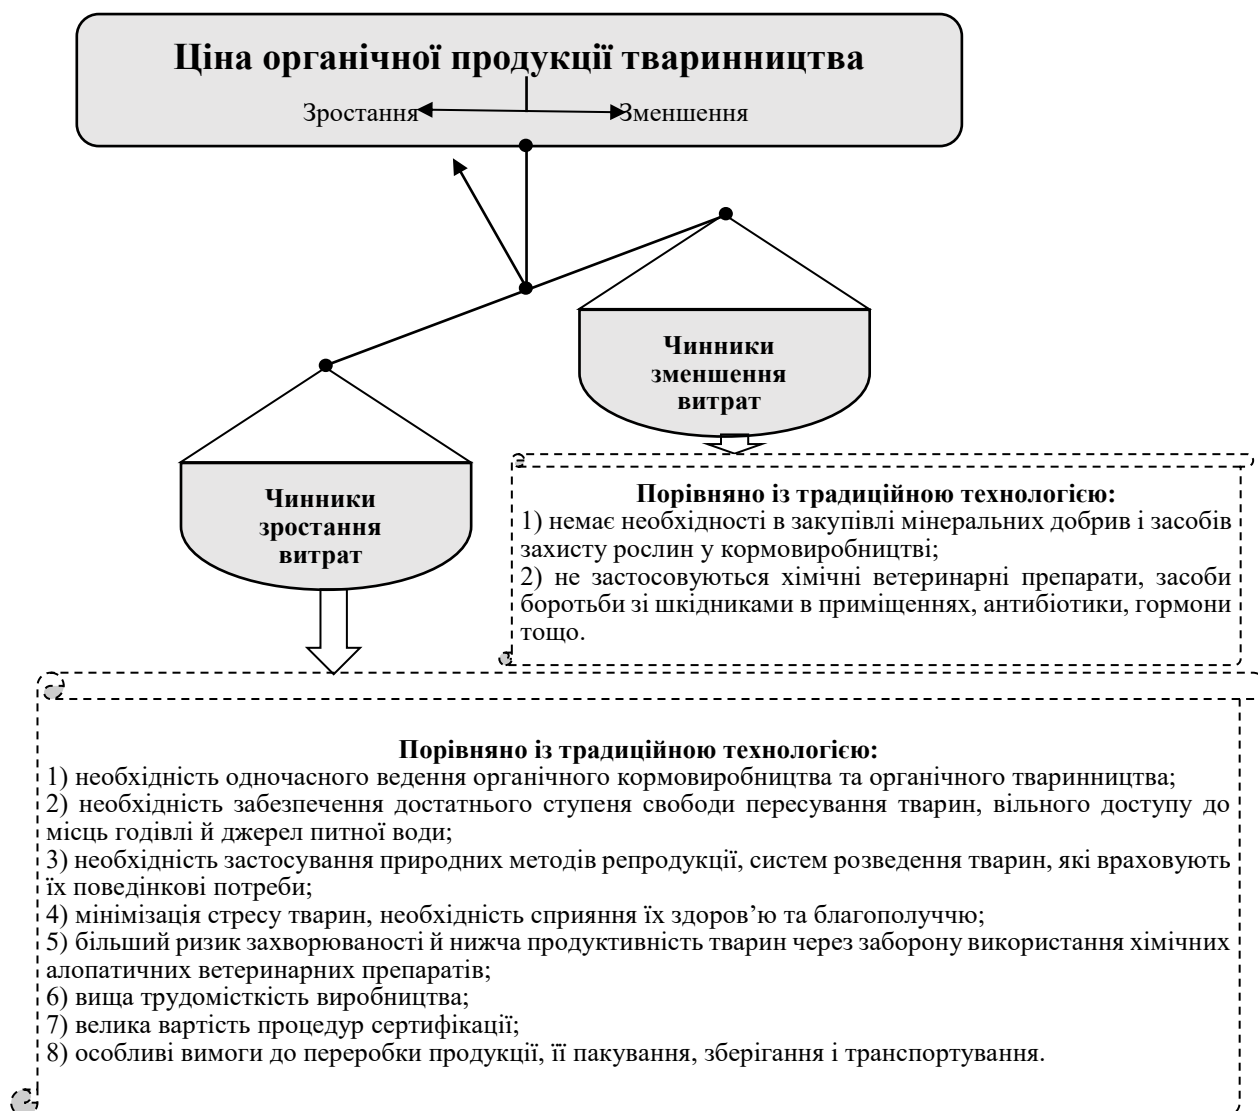 Ціна органічної продукції тваринництва
Зростання Зменшення
Чинники
зменшення
витрат
Чинники
зростання
витрат
Порівняно із традиційною технологією:
1) немає необхідності в закупівлі мінеральних добрив і засобів
захисту рослин у кормовиробництві;
2) не застосовуються хімічні ветеринарні препарати, засоби
боротьби зі шкідниками в приміщеннях, антибіотики, гормони
тощо.
Порівняно із традиційною технологією:
1) необхідність одночасного ведення органічного кормовиробництва та органічного тваринництва;
2) необхідність забезпечення достатнього ступеня свободи пересування тварин, вільного доступу до
місць годівлі й джерел питної води;
3) необхідність застосування природних методів репродукції, систем розведення тварин, які враховують
їх поведінкові потреби;
4) мінімізація стресу тварин, необхідність сприяння їх здоров’ю та благополуччю;
5) більший ризик захворюваності й нижча продуктивність тварин через заборону використання хімічних
алопатичних ветеринарних препаратів;
6) вища трудомісткість виробництва;
7) велика вартість процедур сертифікації;
8) особливі вимоги до переробки продукції, її пакування, зберігання і транспортування.